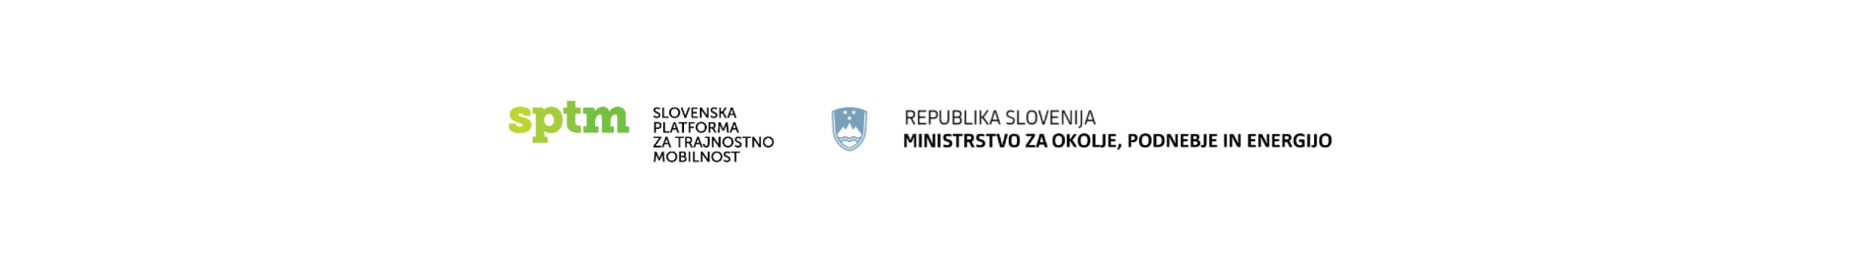 sptm
SLOVENSKA
PLATFORMA
ZA TRAJNOSTNO
MOBILNOST
REPUBLIKA SLOVENIJA
MINISTRSTVO ZA OKOLJE, PODNEBJE IN ENERGIJO